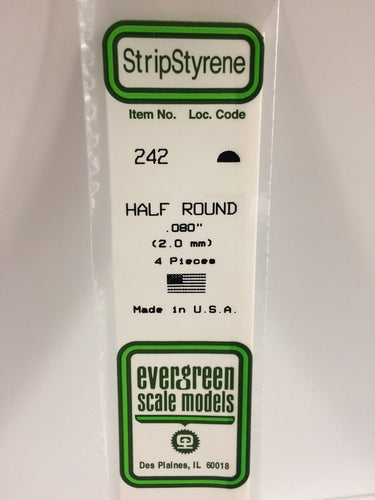 StripStyrene
Item No. Loc. Code
242
HALF ROUND
.080"
(2.0 mm)
4 Pieces
Made in U.S.A.
evergreen
scale models
Des Plaines, IL 60018